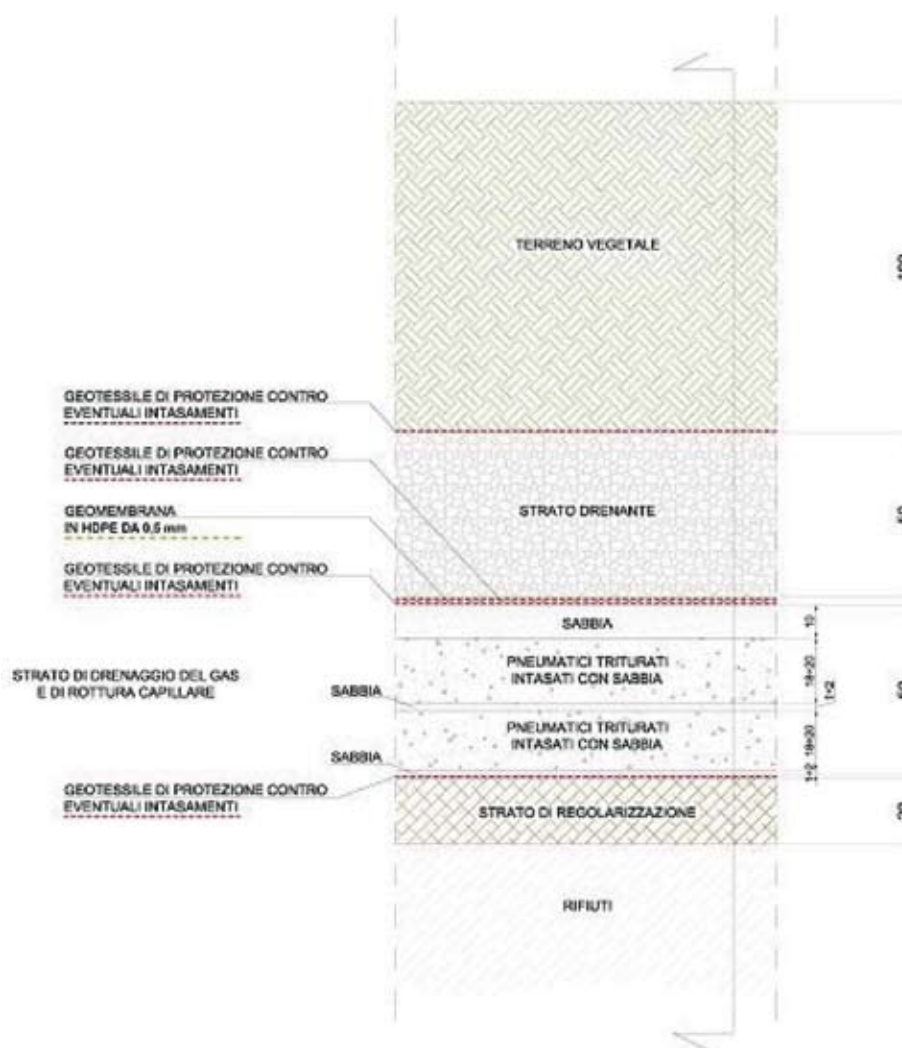 TERRENO VEGETALE
GEOTESSILE DI PROTEZIONE CONTRO
EVENTUALI INTASAMENTI
GEOTESSILE DI PROTEZIONE CONTRO
EVENTUALI INTASAMENTI
GEOMEMBRANA
IN HDPE DA 0,5 mm
STRATO DRENANTE
GEOTESSILE DI PROTEZIONE CONTRO
EVENTUALI INTASAMENTI
SABBIA
10
STRATO DI DRENAGGIO DEL GAS
E DI ROTTURA CAPILLARE
PNEUMATICI TRITURATI
INTASATI CON SABBIA
18÷20
SABBIA
1÷2
PNEUMATICI TRITURATI
INTASATI CON SABBIA
18÷20
SABBIA
1÷2
GEOTESSILE DI PROTEZIONE CONTRO
EVENTUALI INTASAMENTI
STRATO DI REGOLARIZZAZIONE
RIFIUTI